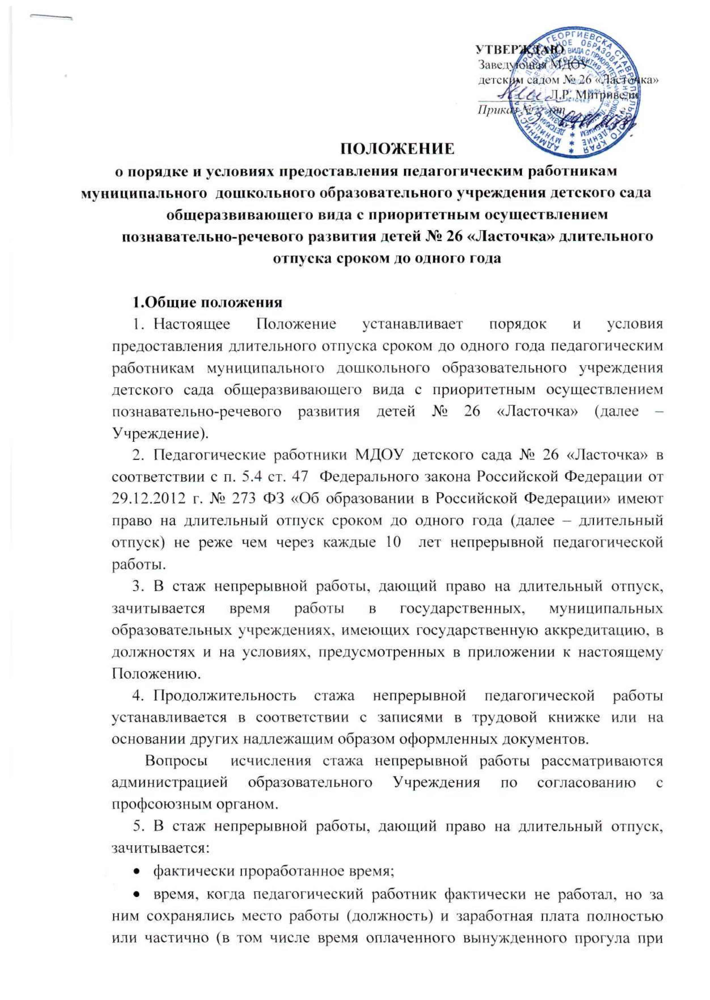 УТВЕРЖДАЮ
Заведующая МДОУ
детским садом № 26 «Ласточка»
Л.Р. Митривели
Приказ № от
АДМИНИСТРАЦИЯ ГОРОДА ГЕОРГИЕВСКА СТАВРОПОЛЬСКОГО КРАЯ
ПОЛОЖЕНИЕ
о порядке и условиях предоставления педагогическим работникам
муниципального дошкольного образовательного учреждения детского сада
общеразвивающего вида с приоритетным осуществлением
познавательно-речевого развития детей № 26 «Ласточка» длительного
отпуска сроком до одного года
1.Общие положения
1. Настоящее Положение устанавливает порядок и условия
предоставления длительного отпуска сроком до одного года педагогическим
работникам муниципального дошкольного образовательного учреждения
детского сада общеразвивающего вида с приоритетным осуществлением
познавательно-речевого развития детей № 26 «Ласточка» (далее –
Учреждение).
2. Педагогические работники МДОУ детского сада № 26 «Ласточка» в
соответствии с п. 5.4 ст. 47 Федерального закона Российской Федерации от
29.12.2012 г. № 273 ФЗ «Об образовании в Российской Федерации» имеют
право на длительный отпуск сроком до одного года (далее – длительный
отпуск) не реже чем через каждые 10 лет непрерывной педагогической
работы.
3. В стаж непрерывной работы, дающий право на длительный отпуск,
зачитывается время работы в государственных, муниципальных
образовательных учреждениях, имеющих государственную аккредитацию, в
должностях и на условиях, предусмотренных в приложении к настоящему
Положению.
4. Продолжительность стажа непрерывной педагогической работы
устанавливается в соответствии с записями в трудовой книжке или на
основании других надлежащим образом оформленных документов.
Вопросы исчисления стажа непрерывной работы рассматриваются
администрацией образовательного Учреждения по согласованию с
профсоюзным органом.
5. В стаж непрерывной работы, дающий право на длительный отпуск,
зачитывается:
• фактически проработанное время;
• время, когда педагогический работник фактически не работал, но за
ним сохранялись место работы (должность) и заработная плата полностью
или частично (в том числе время оплаченного вынужденного прогула при